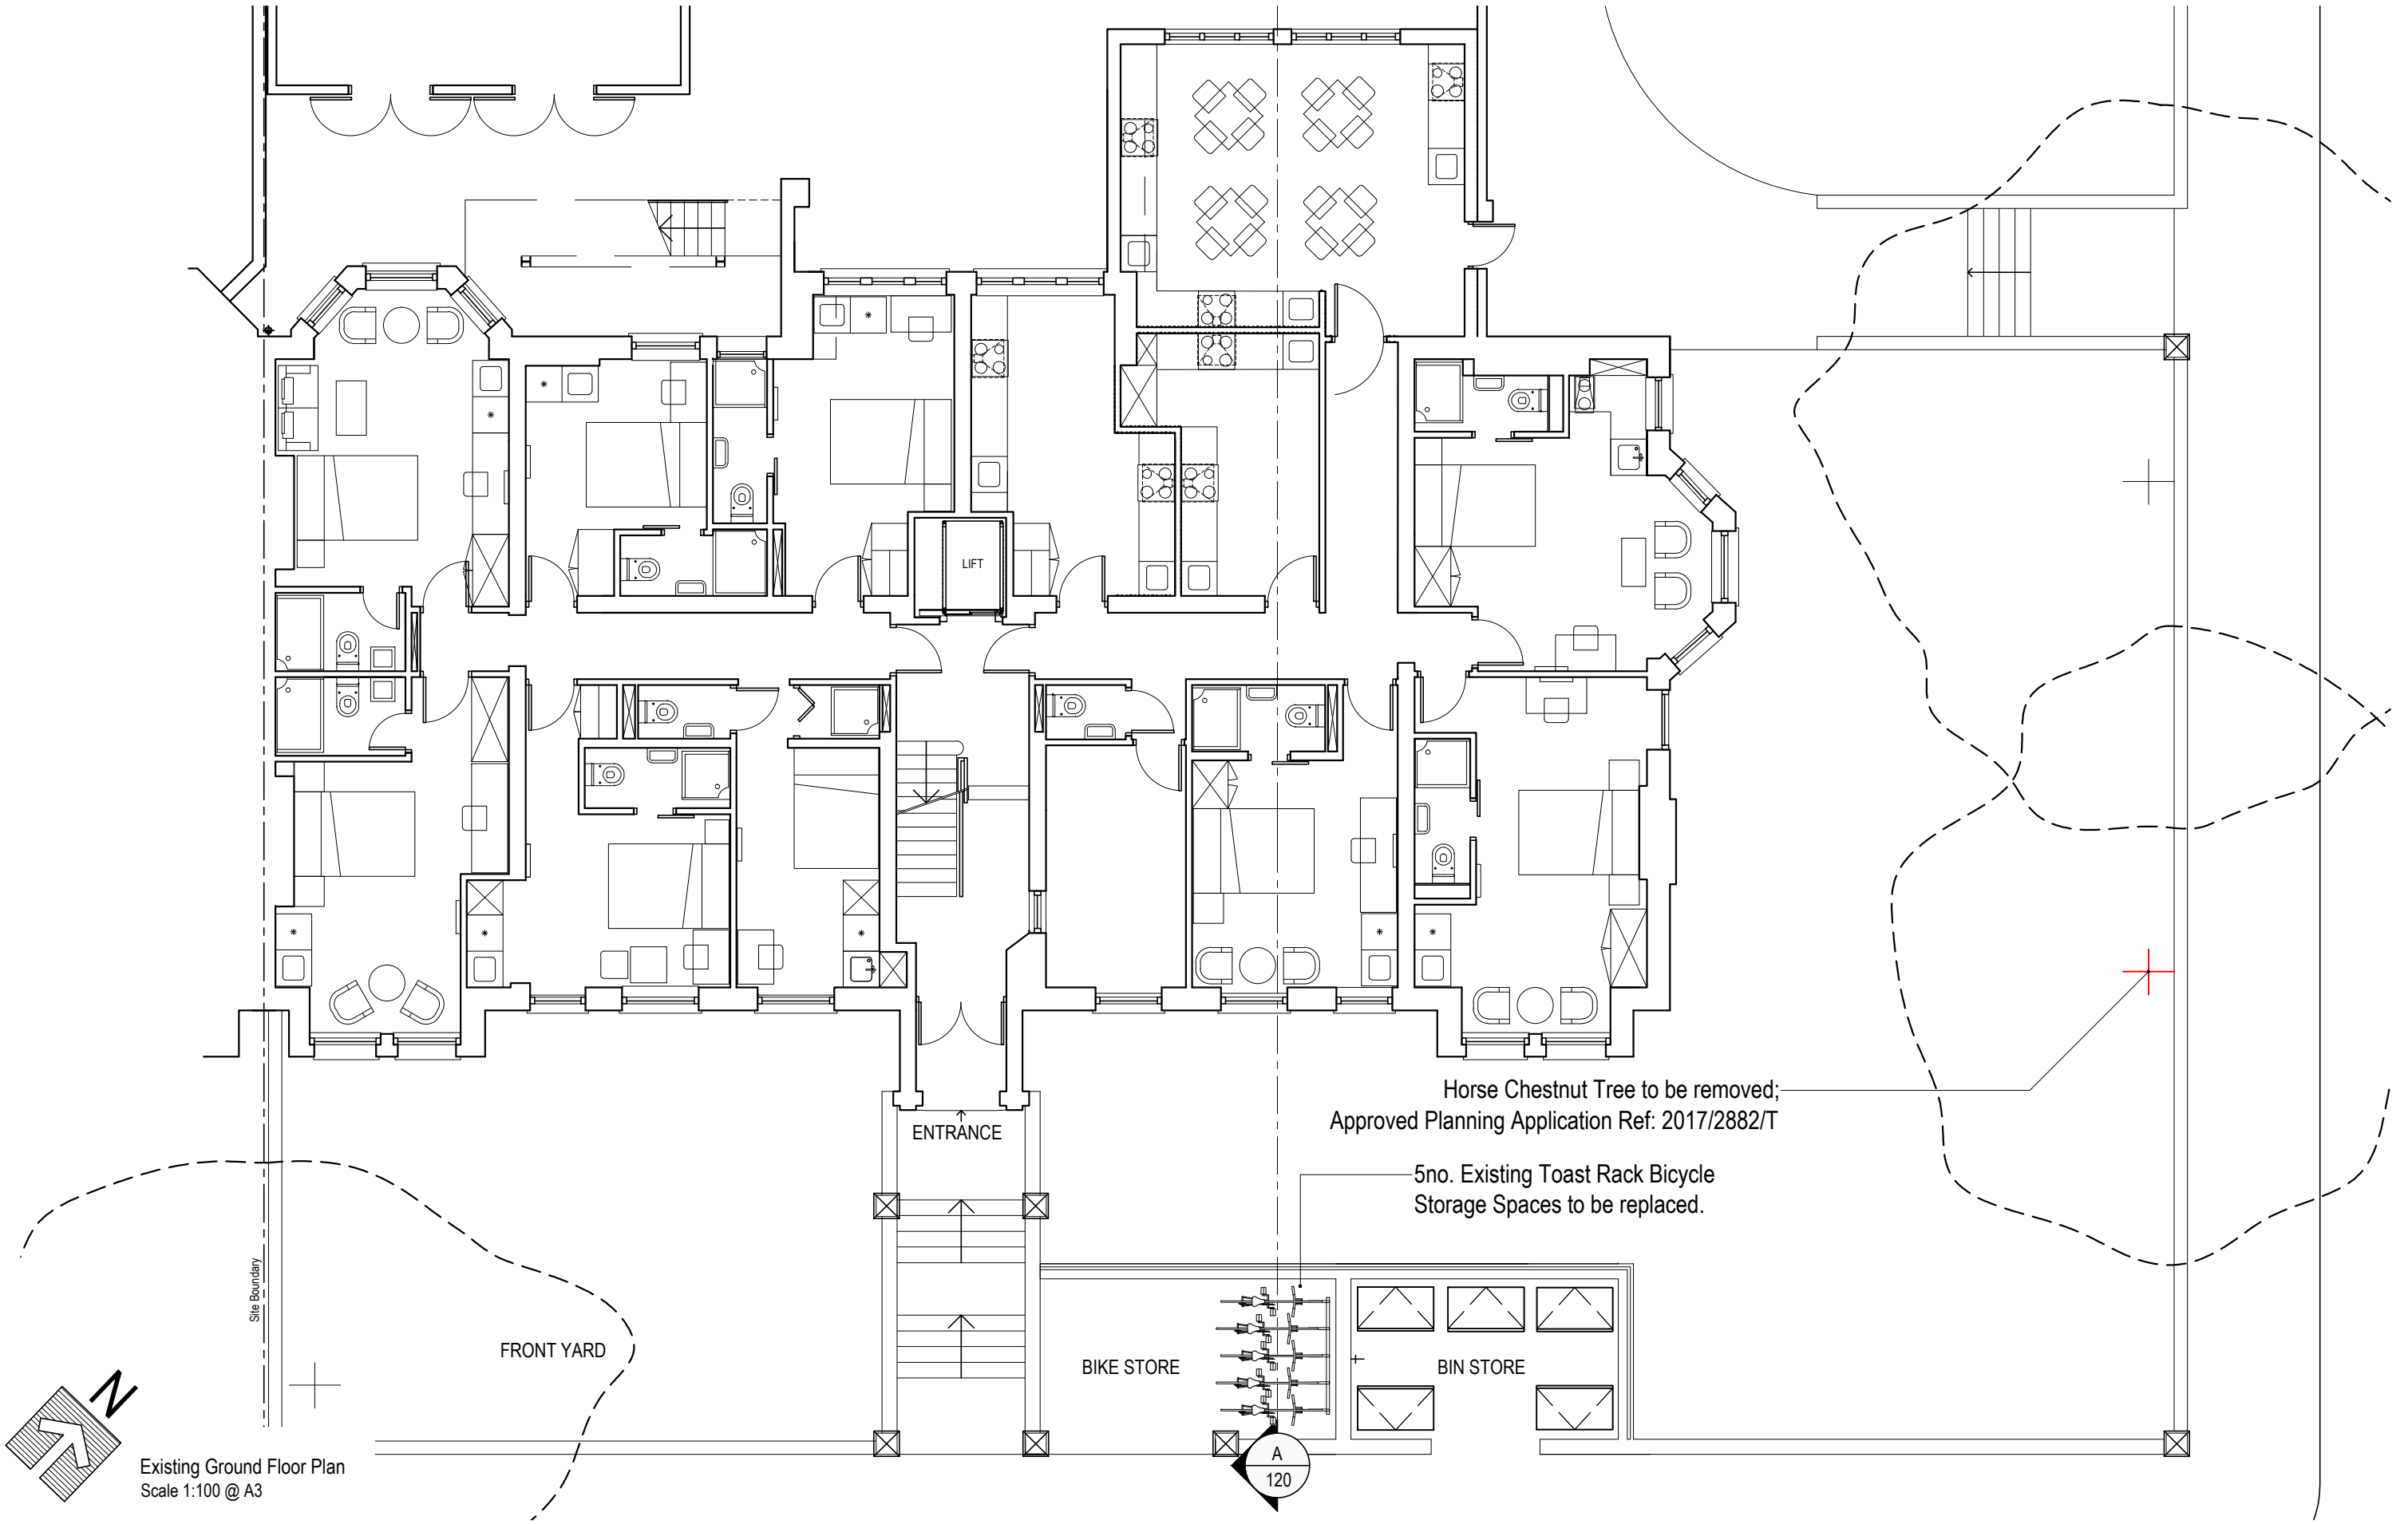 LIFT
Horse Chestnut Tree to be removed;
Approved Planning Application Ref: 2017/2882/T
ENTRANCE
5no. Existing Toast Rack Bicycle
Storage Spaces to be replaced.
Site Boundary
FRONT YARD
BIKE STORE
BIN STORE
N
A
120
Existing Ground Floor Plan
Scale 1:100 @ A3